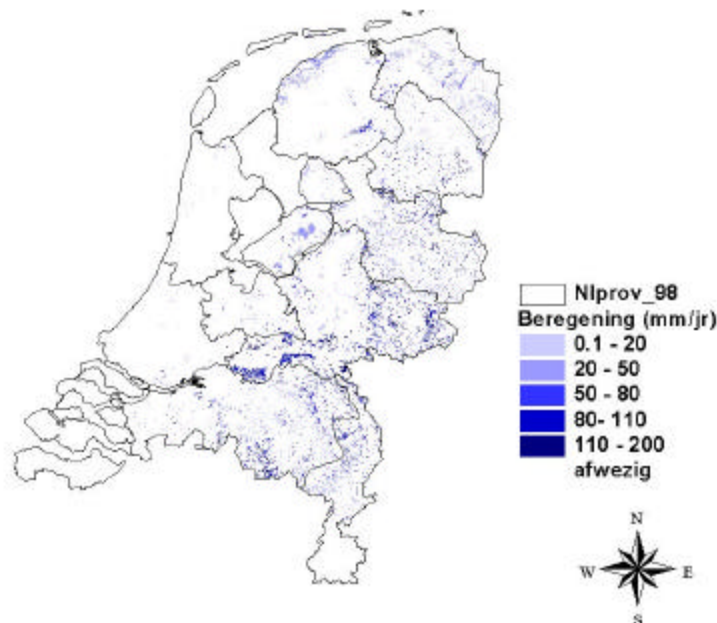 Nlprov_98
Beregening (mm/jr)
0.1 - 20
20 - 50
50 - 80
80- 110
110 - 200
afwezig
N
W E
S